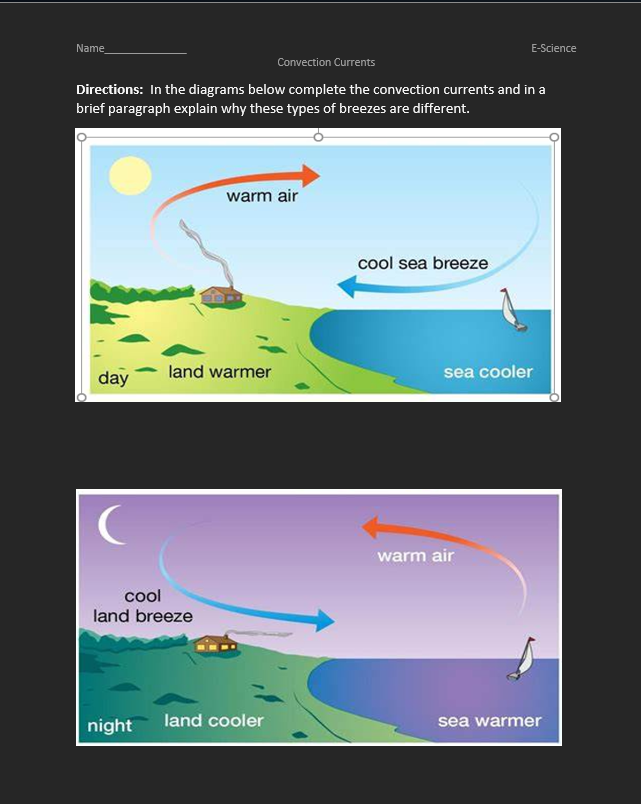 Name______________ E-Science
Convection Currents
Directions:  In the diagrams below complete the convection currents and in a
brief paragraph explain why these types of breezes are different.
warm air
cool sea breeze
land warmer
sea cooler
day
warm air
cool
land breeze
land cooler
sea warmer
night